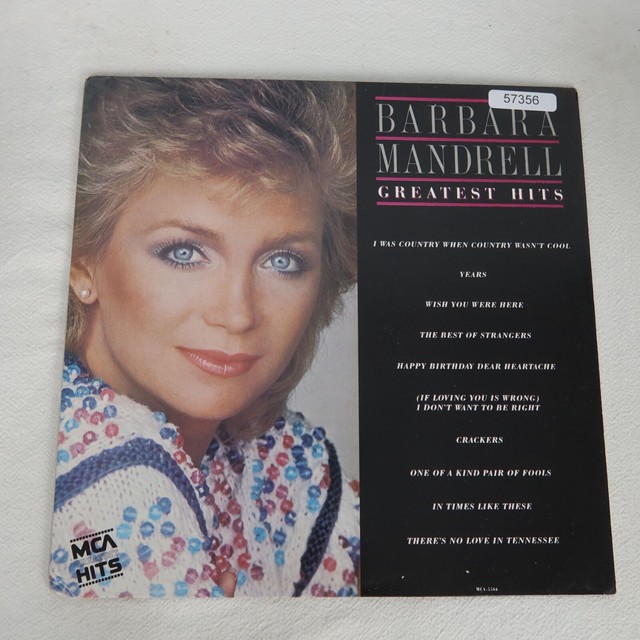 57356
BARBARA
MANDRELL
GREATEST HITS
I WAS COUNTRY WHEN COUNTRY WASN'T COOL
YEARS
WISH YOU WERE HERE
THE BEST OF STRANGERS
HAPPY BIRTHDAY DEAR HEARTACHE
(IF LOVING YOU IS WRONG)
I DON'T WANT TO BE RIGHT
CRACKERS
ONE OF A KIND PAIR OF FOOLS
IN TIMES LIKE THESE
THERE'S NO LOVE IN TENNESSEE
MCA
HITS
MCA-5566